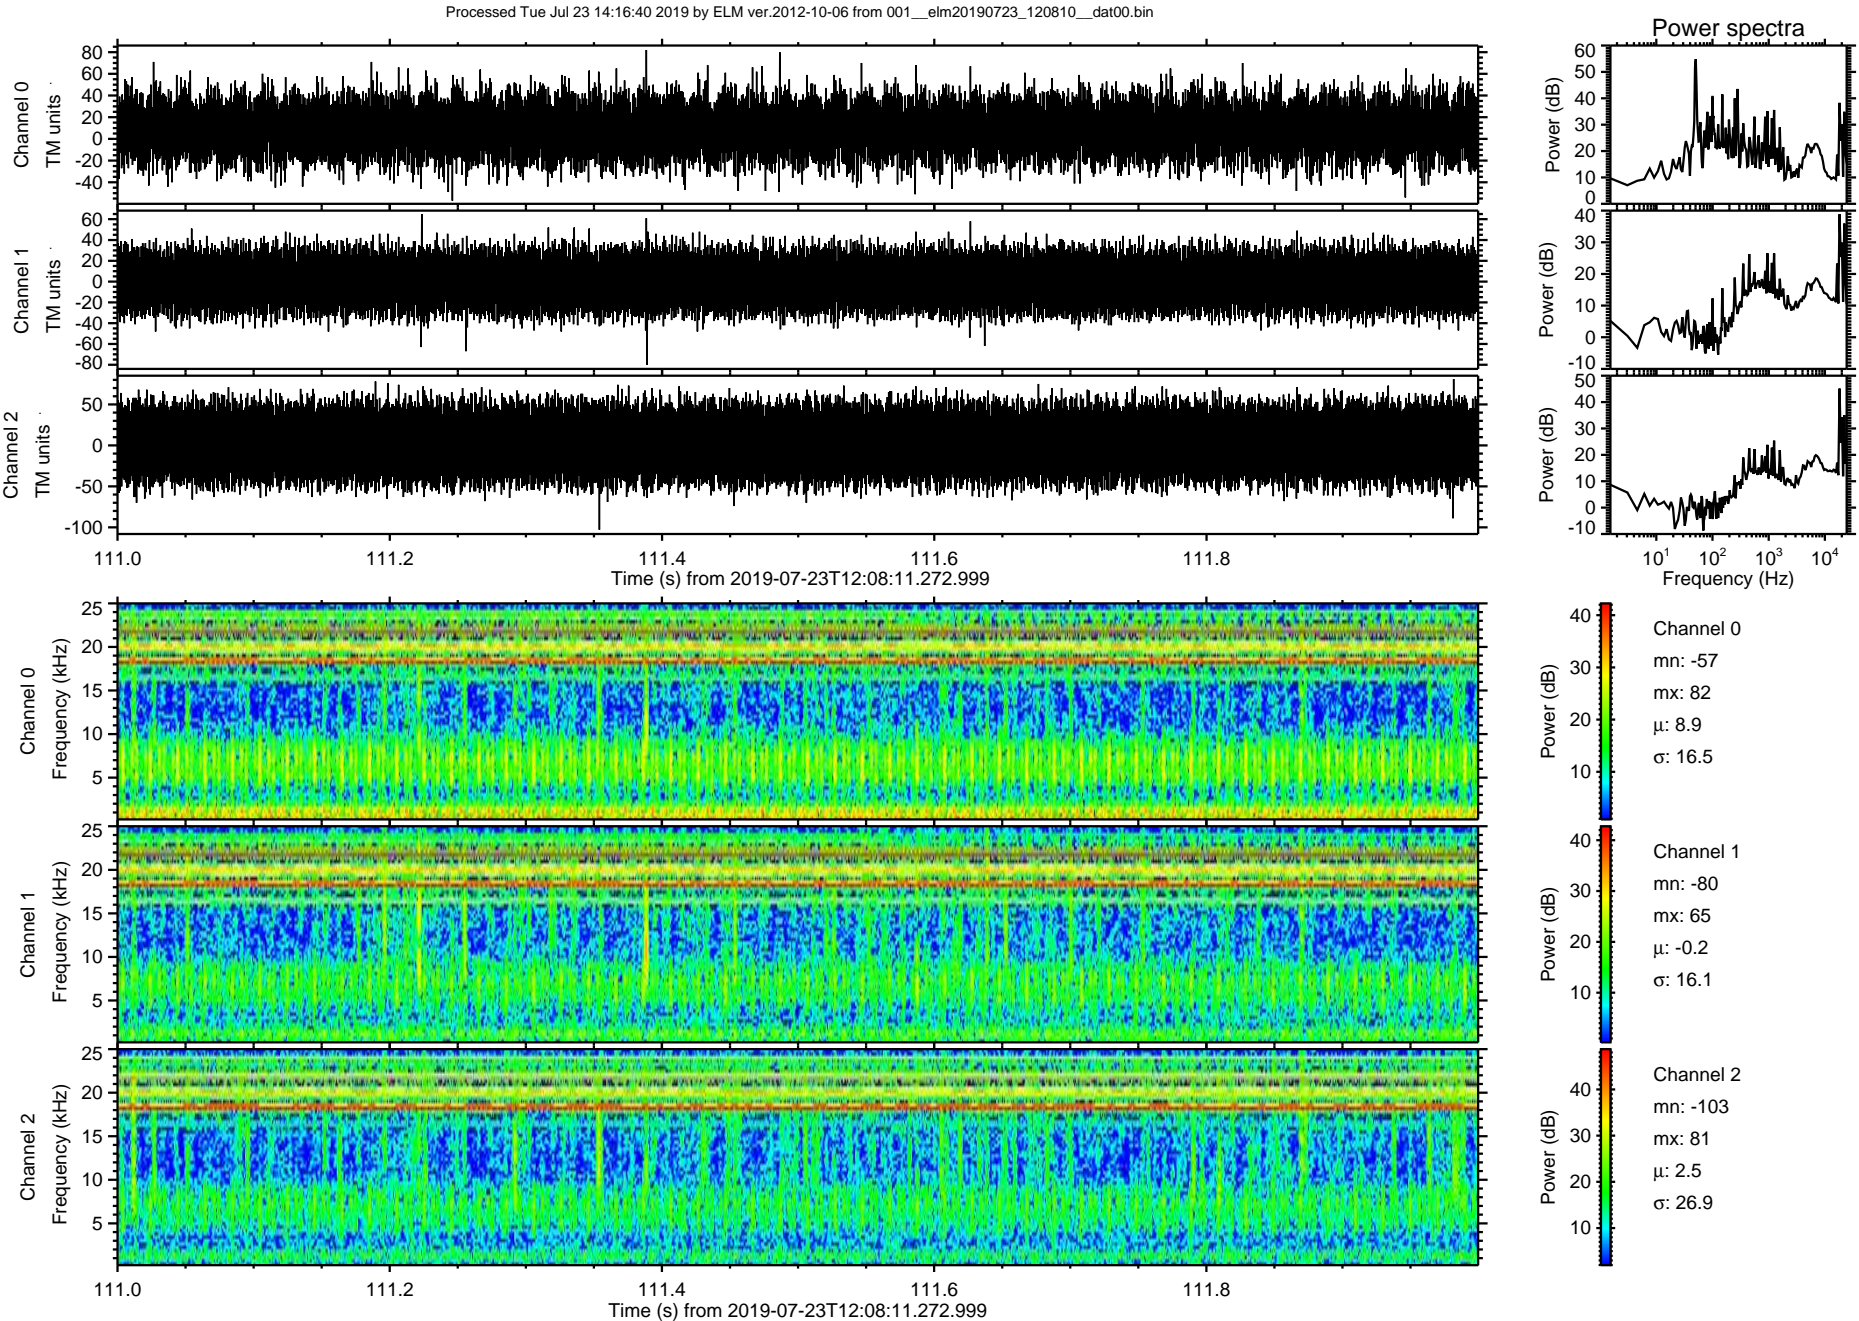 Processed Tue Jul 23 14:16:40 2019 by ELM ver.2012-10-06 from 001__elm20190723_120810__dat00.bin
Power spectra
Channel 0
TM units
80
60
40
20
0
-20
-40
Power (dB)
60
50
40
30
20
10
0
Channel 1
TM units
60
40
20
0
-20
-40
-60
-80
Power (dB)
40
30
20
10
0
-10
Channel 2
TM units
50
0
-50
-100
Power (dB)
50
40
30
20
10
0
-10
111.0 111.2 111.4 111.6 111.8
Time (s) from 2019-07-23T12:08:11.272.999
10^1 10^2 10^3 10^4
Frequency (Hz)
Channel 0
Frequency (kHz)
25
20
15
10
5
Power (dB)
40
30
20
10
Channel 0
mn: -57
mx: 82
μ: 8.9
σ: 16.5
Channel 1
Frequency (kHz)
25
20
15
10
5
Power (dB)
40
30
20
10
Channel 1
mn: -80
mx: 65
μ: -0.2
σ: 16.1
Channel 2
Frequency (kHz)
25
20
15
10
5
Power (dB)
40
30
20
10
Channel 2
mn: -103
mx: 81
μ: 2.5
σ: 26.9
111.0 111.2 111.4 111.6 111.8
Time (s) from 2019-07-23T12:08:11.272.999